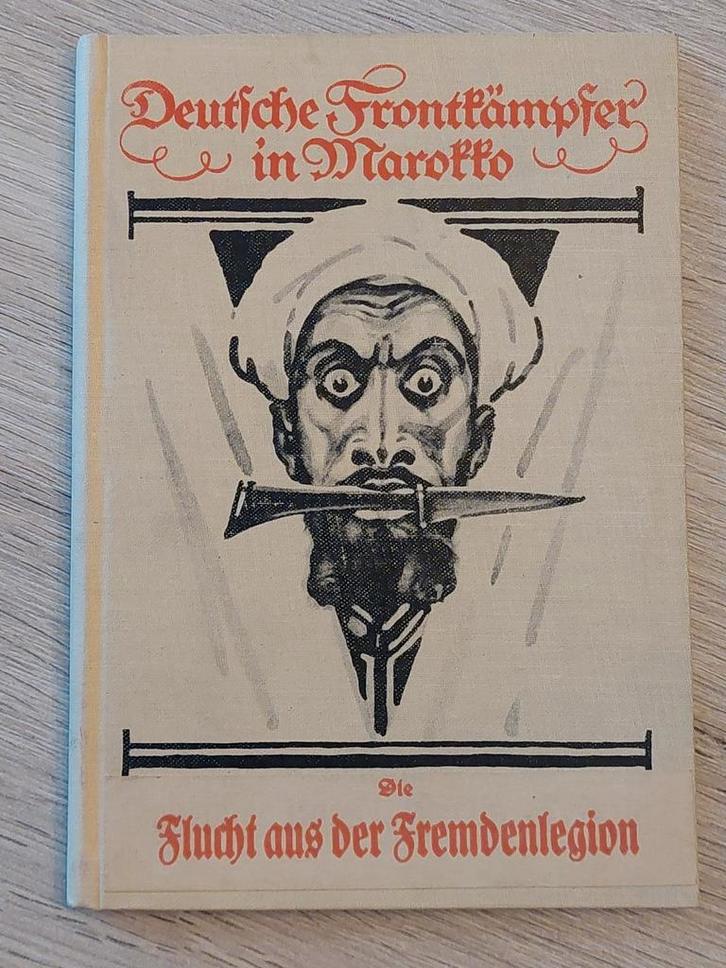 Deutsche Frontkämpfer
in Marokko
Die
Flucht aus der Fremdenlegion